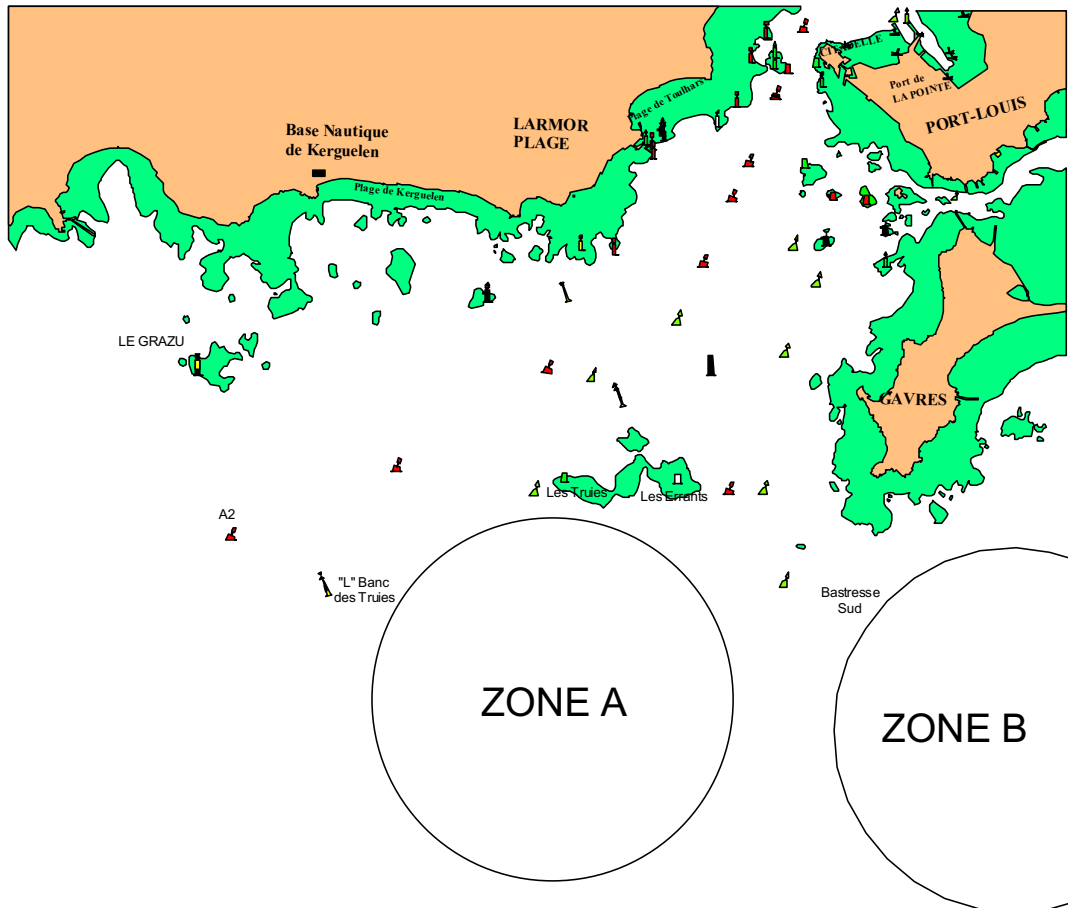 CITADELLE
Port de
LA POINTE
Plage de Toulhars
PORT-LOUIS
LARMOR
PLAGE
Base Nautique
de Kerguelen
Plage de Kerguelen
LE GRAZU
GAVRES
Les Truies
Les Errants
A2
"L" Banc
des Truies
Bastresse
Sud
ZONE A
ZONE B